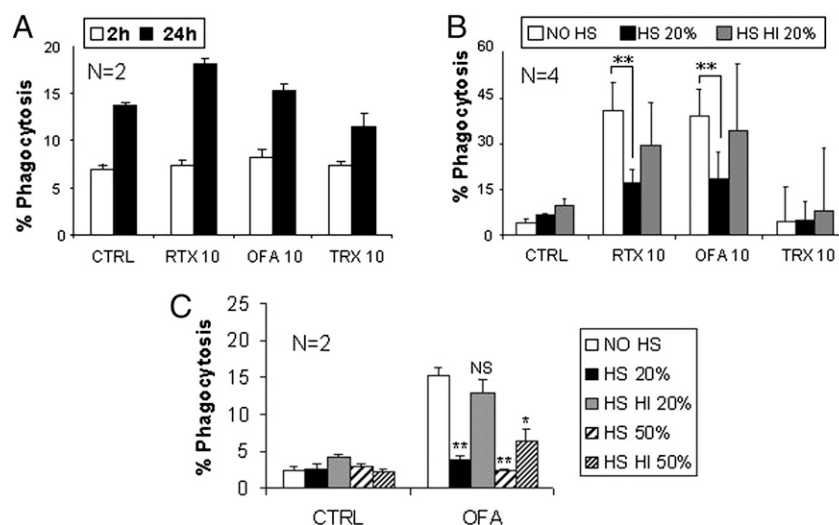 A
2h 24h
N=2
% Phagocytosis
20
15
10
5
0
CTRL RTX 10 OFA 10 TRX 10
B
NO HS HS 20% HS HI 20%
N=4
% Phagocytosis
60
45
30
15
0
** **
CTRL RTX 10 OFA 10 TRX 10
C
N=2
% Phagocytosis
25
20
15
10
5
0
NS
** ** *
CTRL OFA
NO HS
HS 20%
HS HI 20%
HS 50%
HS HI 50%